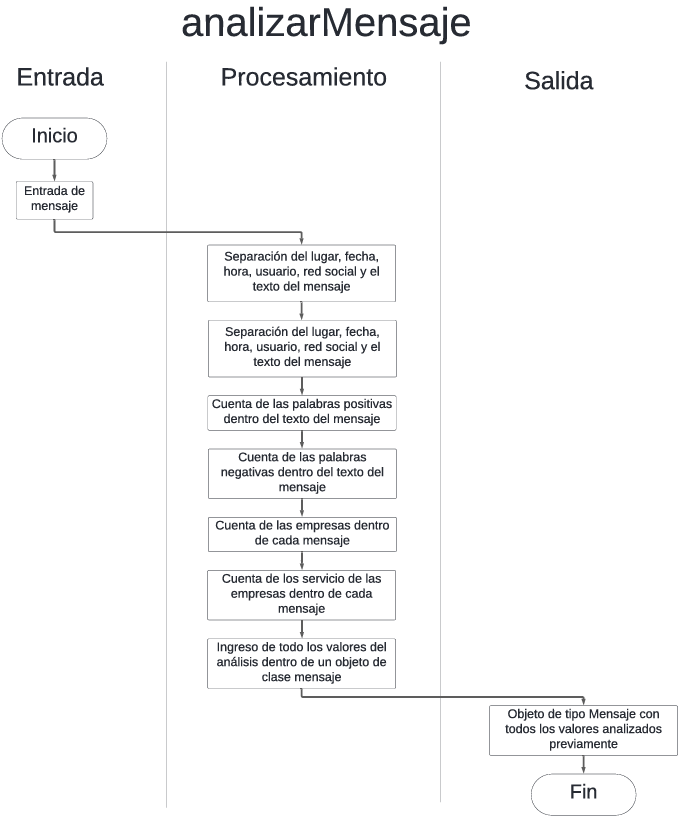 analizarMensaje
Entrada
Procesamiento
Salida
Inicio
Entrada de
mensaje
Separación del lugar, fecha,
hora, usuario, red social y el
texto del mensaje
Separación del lugar, fecha,
hora, usuario, red social y el
texto del mensaje
Cuenta de las palabras positivas
dentro del texto del mensaje
Cuenta de las palabras
negativas dentro del texto del
mensaje
Cuenta de las empresas dentro
de cada mensaje
Cuenta de los servicio de las
empresas dentro de cada
mensaje
Ingreso de todo los valores del
análisis dentro de un objeto de
clase mensaje
Objeto de tipo Mensaje con
todos los valores analizados
previamente
Fin